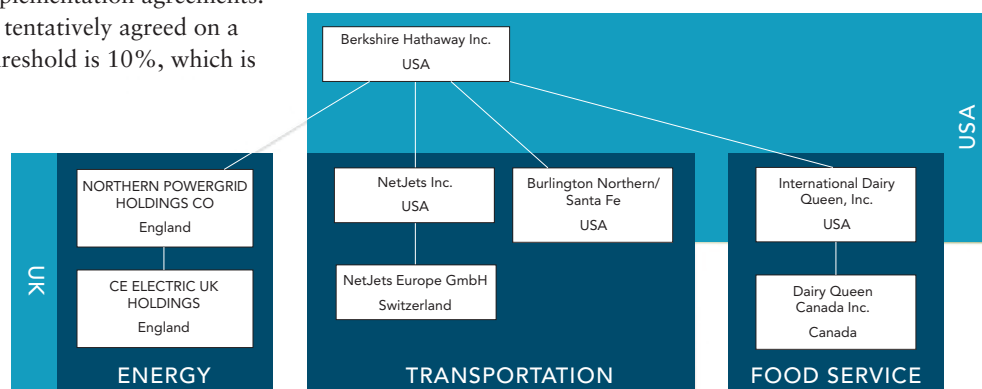 plementation agreements.
tentatively agreed on a
reshold is 10%, which is
Berkshire Hathaway Inc.
USA
USA
NORTHERN POWERGRID
HOLDINGS CO
England
NetJets Inc.
USA
Burlington Northern/
Santa Fe
USA
International Dairy
Queen, Inc.
USA
UK
CE ELECTRIC UK
HOLDINGS
England
NetJets Europe GmbH
Switzerland
Dairy Queen
Canada Inc.
Canada
ENERGY
TRANSPORTATION
FOOD SERVICE